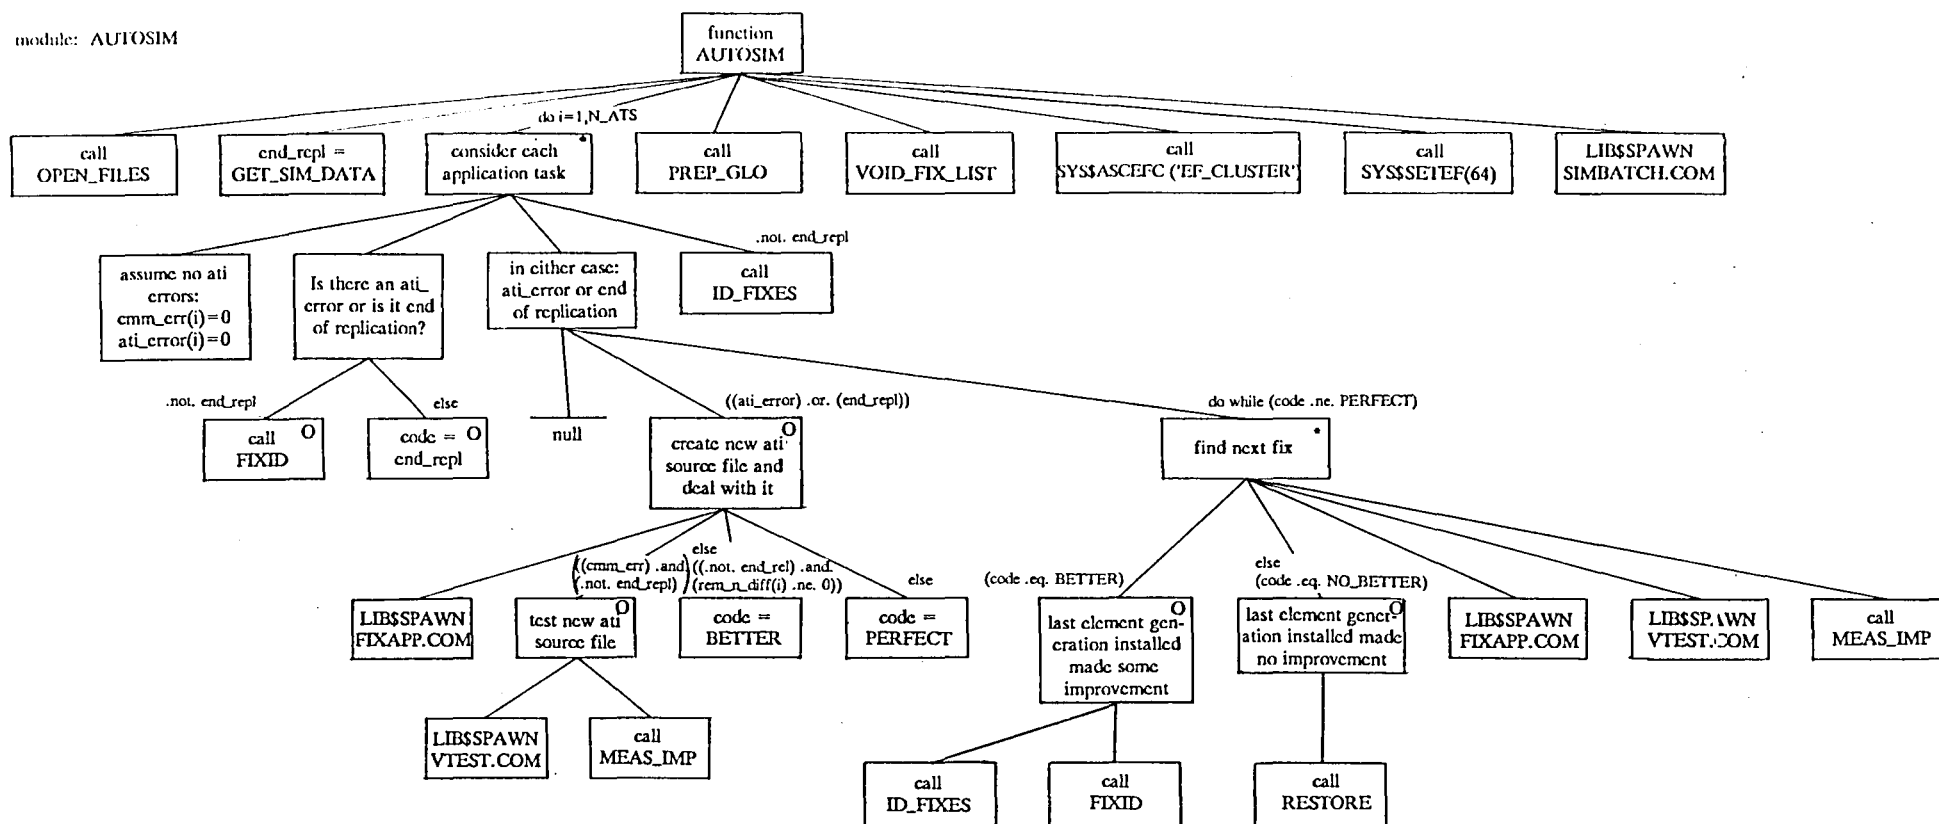 module: AUTOSIM
function
AUTOSIM
do i=1,N_ATS
call
OPEN_FILES
end_repl =
GET_SIM_DATA
*
consider each
application task
call
PREP_GLO
call
VOID_FIX_LIST
call
SYS$ASCEFC ('EF_CLUSTER')
call
SYS$SETEF(64)
LIB$SPAWN
SIMBATCH.COM
.not. end_repl
assume no ati
errors:
cmm_err(i)=0
ati_error(i)=0
Is there an ati_
error or is it end
of replication?
in either case:
ati_error or end
of replication
call
ID_FIXES
.not. end_repl
else
((ati_error) .or. (end_repl))
do while (code .ne. PERFECT)
call O
FIXID
code = O
end_repl
null
O
create new ati
source file and
deal with it
*
find next fix
((cmm_err) .and.
(.not. end_repl))
else
((.not. end_rel) .and.
(rem_n_diff(i) .ne. 0))
else
(code .eq. BETTER)
else
(code .eq. NO_BETTER)
LIB$SPAWN
FIXAPP.COM
O
test new ati
source file
code =
BETTER
code =
PERFECT
O
last element gen-
eration installed
made some
improvement
O
last element gener-
ation installed made
no improvement
LIB$SPAWN
FIXAPP.COM
LIB$SPAWN
VTEST.COM
call
MEAS_IMP
LIB$SPAWN
VTEST.COM
call
MEAS_IMP
call
ID_FIXES
call
FIXID
call
RESTORE